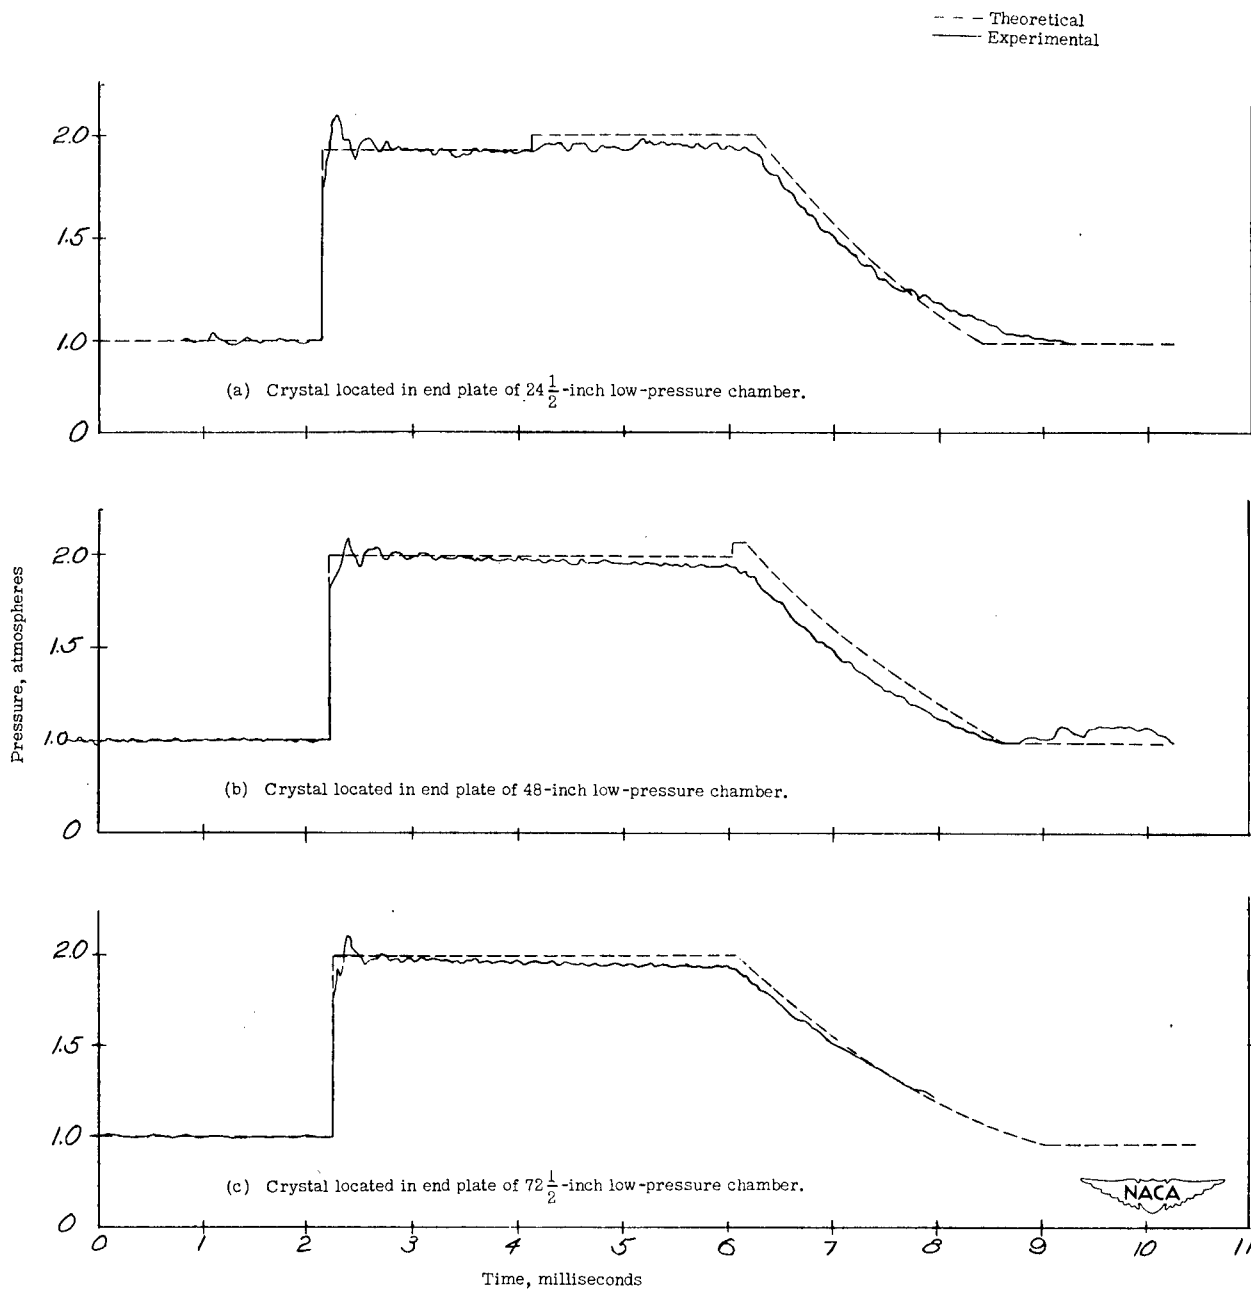 - - - Theoretical
—— Experimental
2.0
1.5
1.0
(a) Crystal located in end plate of 24 1/2-inch low-pressure chamber.
0
Pressure, atmospheres
2.0
1.5
1.0
(b) Crystal located in end plate of 48-inch low-pressure chamber.
0
2.0
1.5
1.0
(c) Crystal located in end plate of 72 1/2-inch low-pressure chamber.
NACA
0
0 1 2 3 4 5 6 7 8 9 10 11
Time, milliseconds